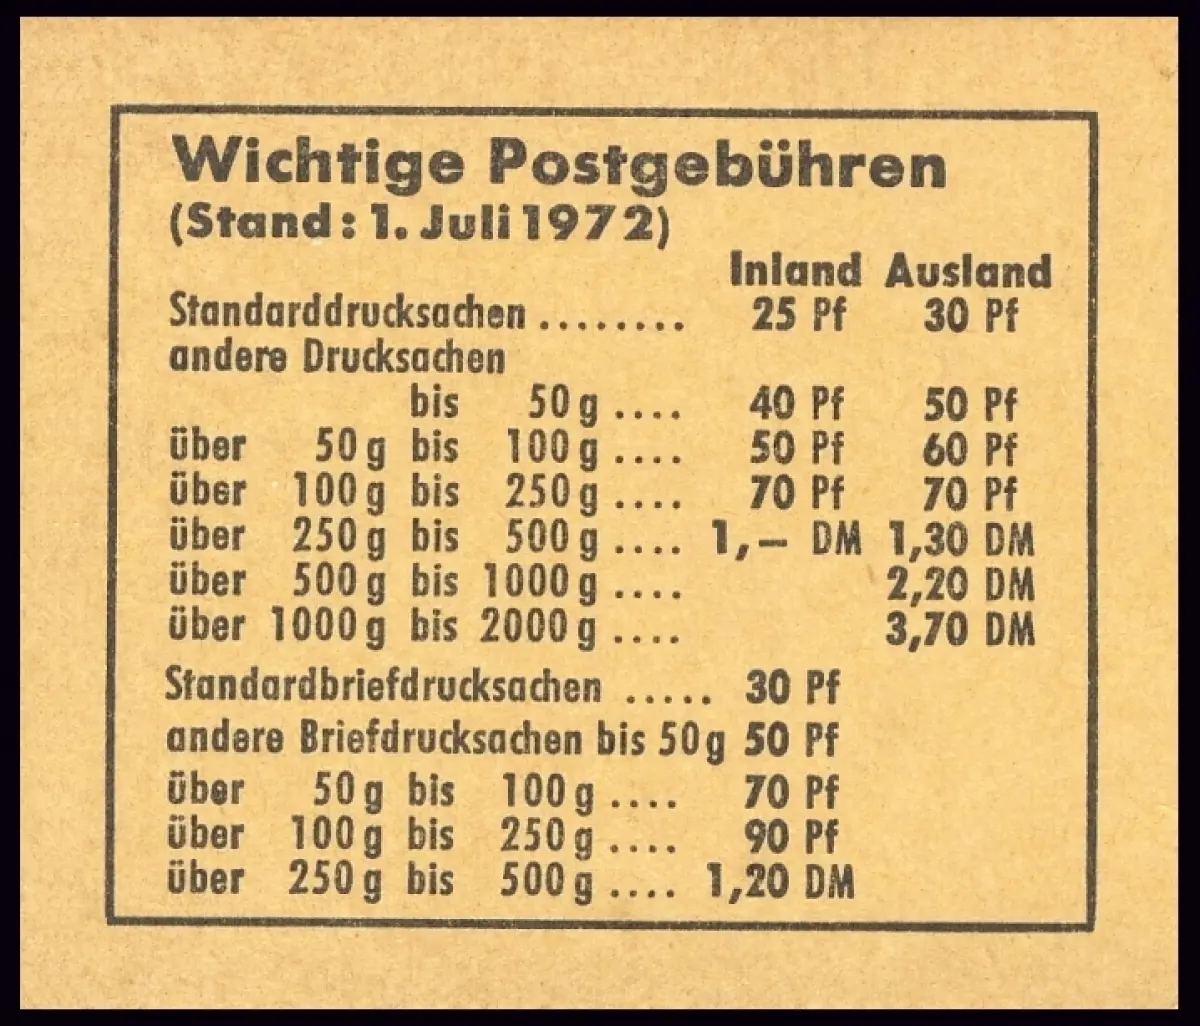 Wichtige Postgebühren
(Stand: 1. Juli 1972)
Inland Ausland
Standarddrucksachen ........ 25 Pf 30 Pf
andere Drucksachen
bis 50 g .... 40 Pf 50 Pf
über 50 g bis 100 g .... 50 Pf 60 Pf
über 100 g bis 250 g .... 70 Pf 70 Pf
über 250 g bis 500 g .... 1,– DM 1,30 DM
über 500 g bis 1000 g .... 2,20 DM
über 1000 g bis 2000 g .... 3,70 DM
Standardbriefdrucksachen ..... 30 Pf
andere Briefdrucksachen bis 50 g 50 Pf
über 50 g bis 100 g .... 70 Pf
über 100 g bis 250 g .... 90 Pf
über 250 g bis 500 g .... 1,20 DM